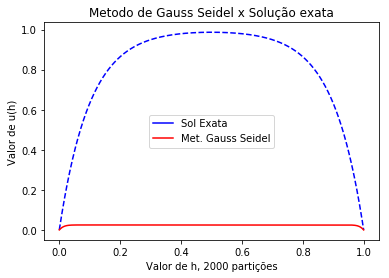 Metodo de Gauss Seidel x Solução exata
1.0
0.8
0.6
0.4
0.2
0.0
Valor de u(h)
Sol Exata
Met. Gauss Seidel
0.0 0.2 0.4 0.6 0.8 1.0
Valor de h, 2000 partições